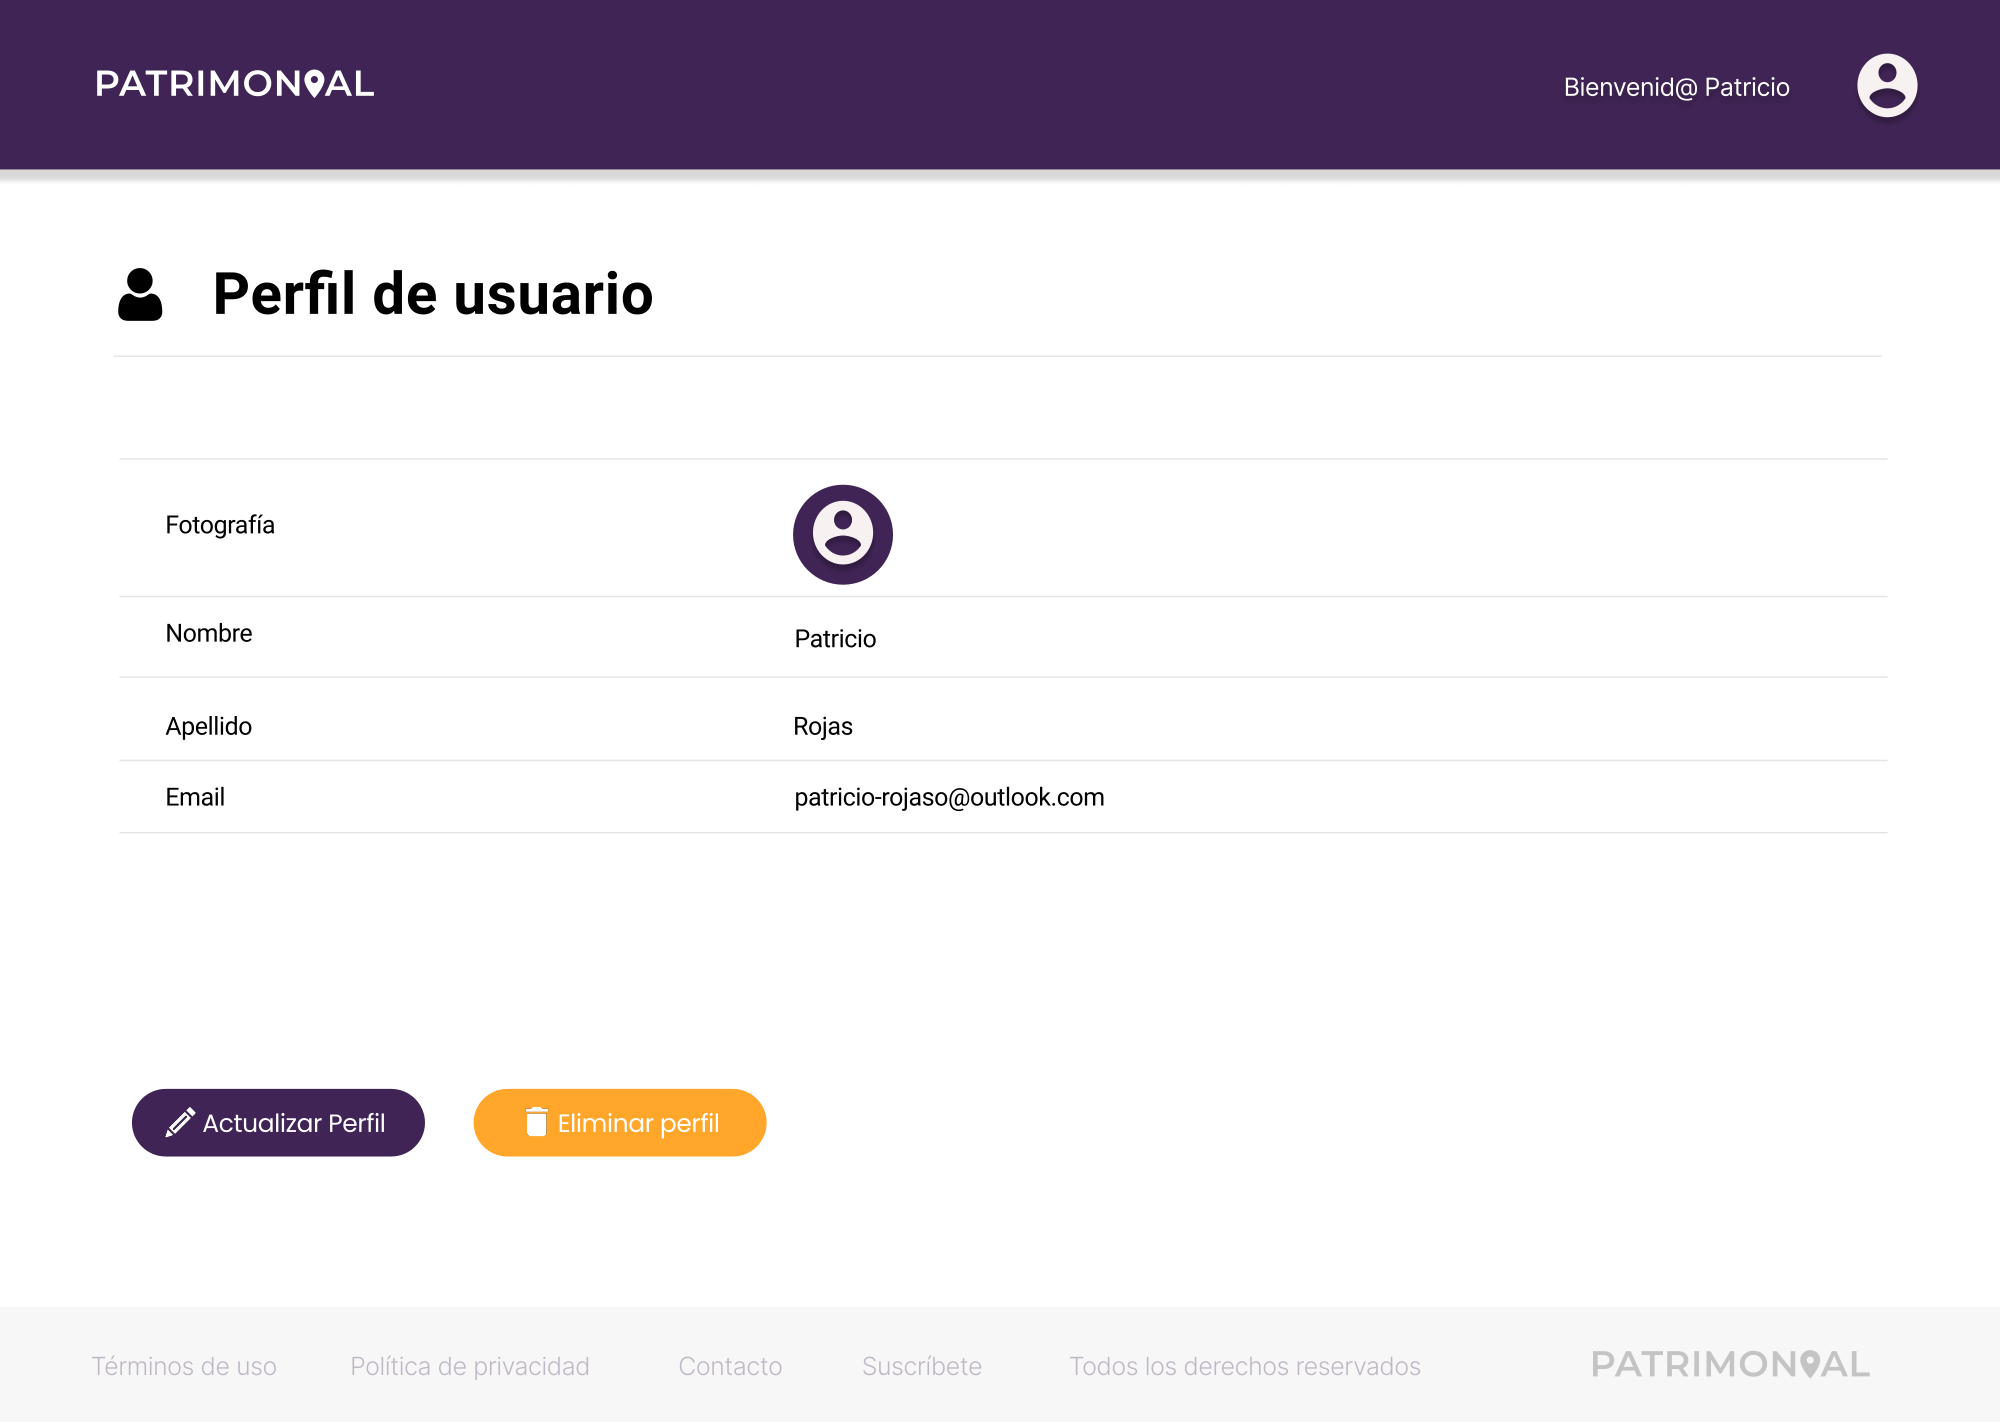 PATRIMONIAL
Bienvenid@ Patricio
Perfil de usuario
Fotografía
Nombre
Patricio
Apellido
Rojas
Email
patricio-rojaso@outlook.com
Actualizar Perfil
Eliminar perfil
Términos de uso
Política de privacidad
Contacto
Suscríbete
Todos los derechos reservados
PATRIMONIAL